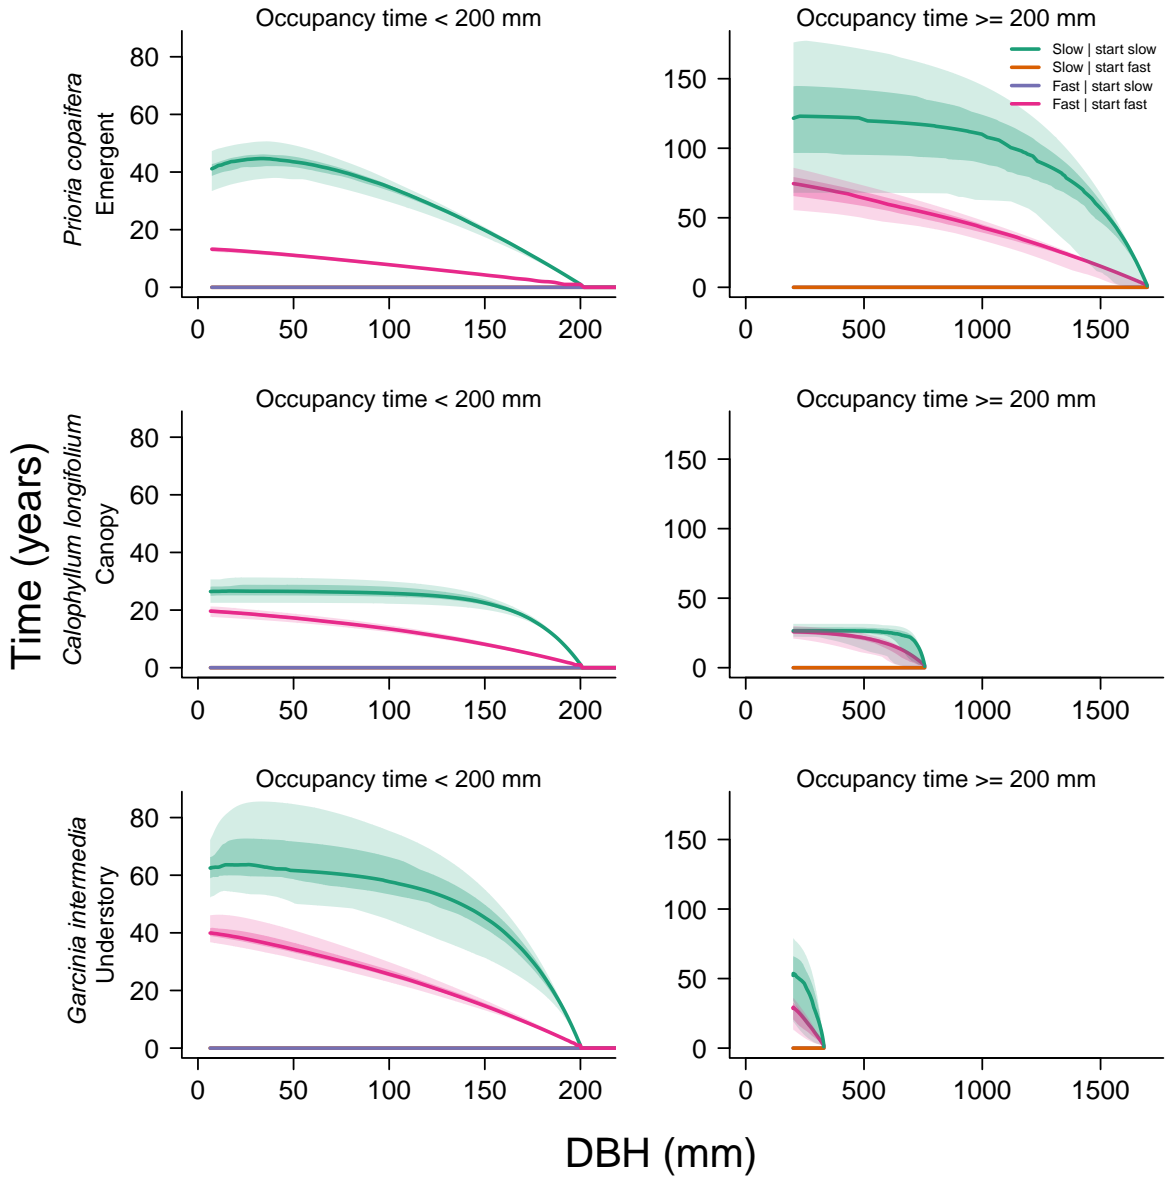 Occupancy time < 200 mm
Occupancy time >= 200 mm
Prioria copaifera
Emergent
80
60
40
20
0
0 50 100 150 200
150
100
50
0
0 500 1000 1500
Slow | start slow
Slow | start fast
Fast | start slow
Fast | start fast
Time (years)
Occupancy time < 200 mm
Occupancy time >= 200 mm
Calophyllum longifolium
Canopy
80
60
40
20
0
0 50 100 150 200
150
100
50
0
0 500 1000 1500
Occupancy time < 200 mm
Occupancy time >= 200 mm
Garcinia intermedia
Understory
80
60
40
20
0
0 50 100 150 200
150
100
50
0
0 500 1000 1500
DBH (mm)